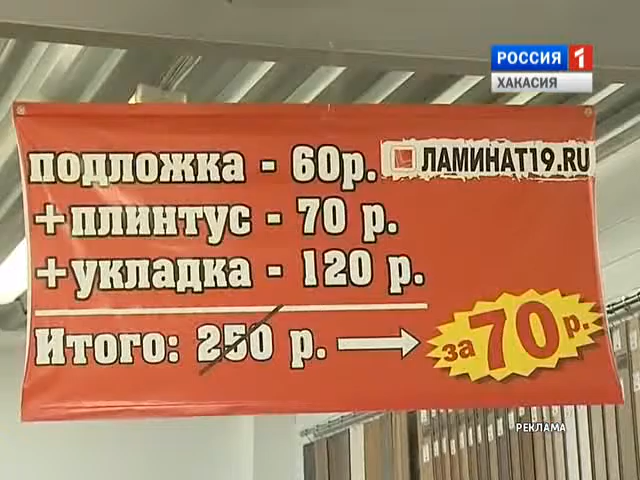 РОССИЯ 1
ХАКАСИЯ
подложка - 60р.
ЛАМИНАТ19.RU
+плинтус - 70 р.
+укладка - 120 р.
Итого: 250 р.
за 70 р.
РЕКЛАМА